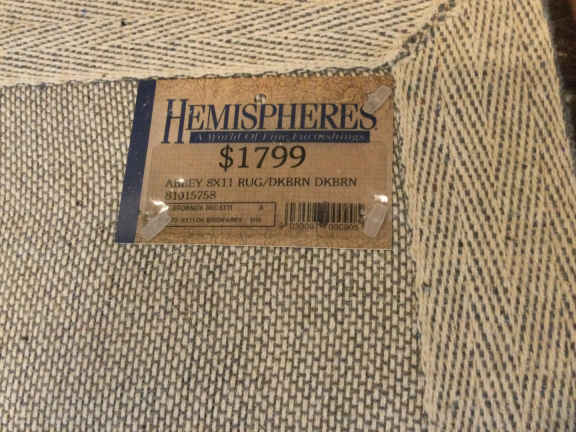 HEMISPHERES
A World Of Fine Furnishings
$1799
ABBEY 8X11 RUG/DKBRN DKBRN
81015758